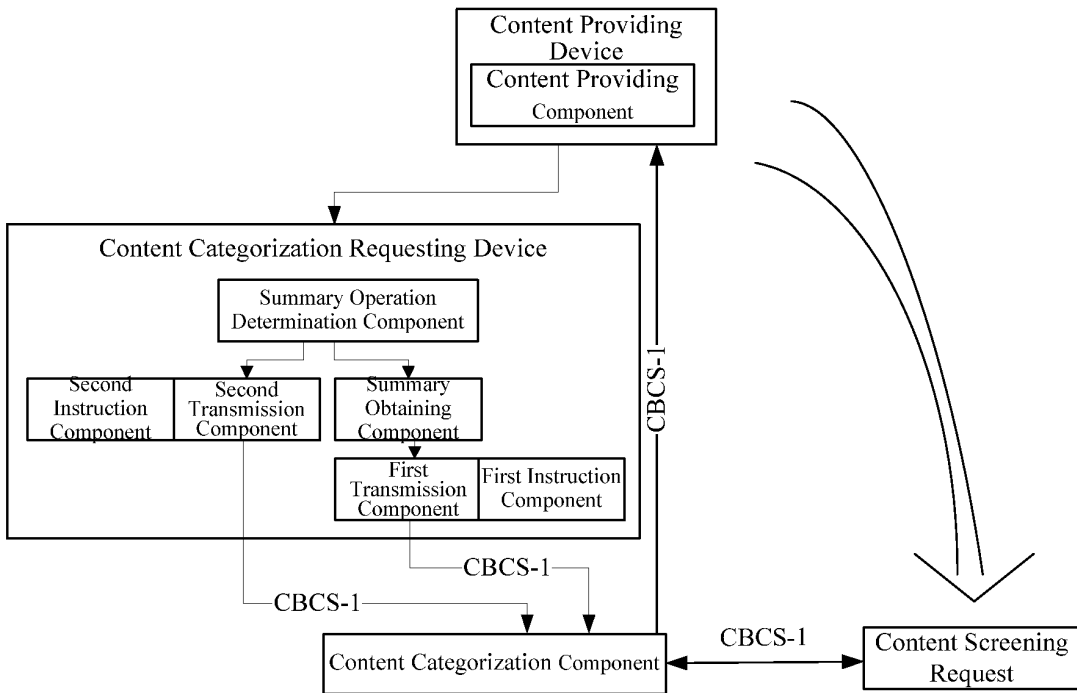 Content Providing
Device
Content Providing
Component
Content Categorization Requesting Device
Summary Operation
Determination Component
Second
Instruction
Component
Second
Transmission
Component
Summary
Obtaining
Component
First
Transmission
Component
First Instruction
Component
CBCS-1
CBCS-1
CBCS-1
Content Categorization Component
CBCS-1
Content Screening
Request